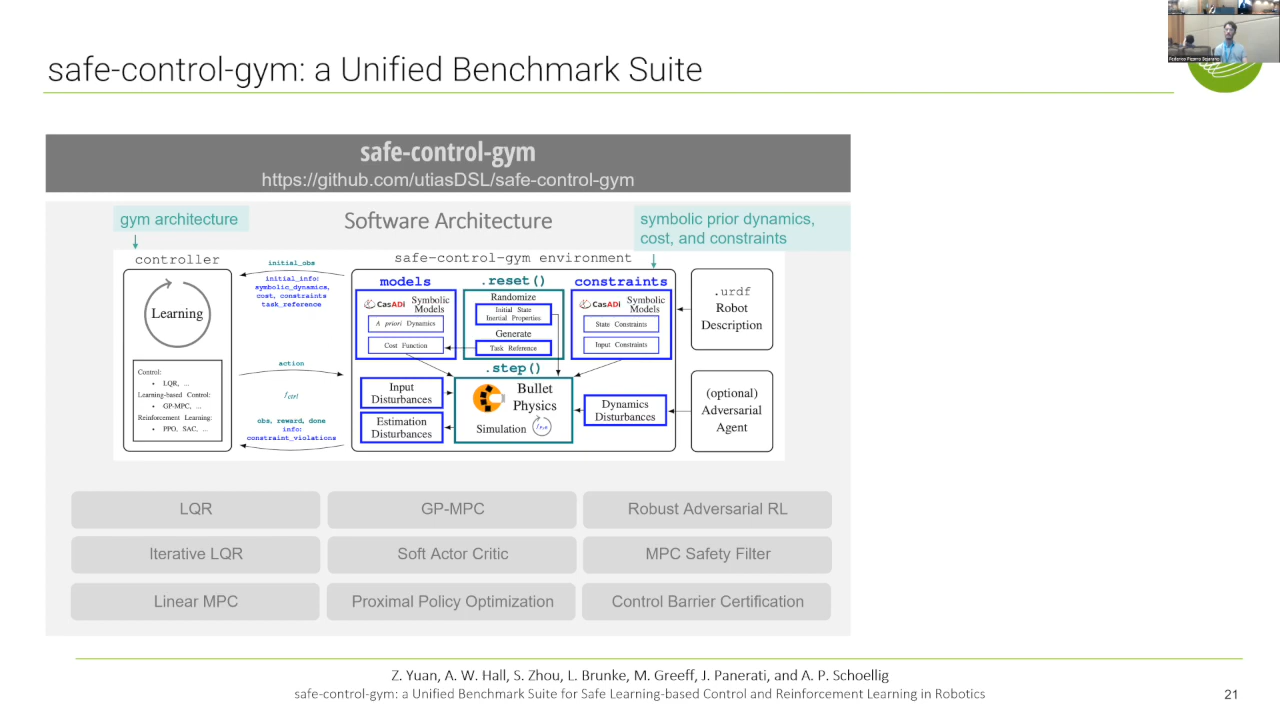 safe-control-gym: a Unified Benchmark Suite
safe-control-gym
https://github.com/utiasDSL/safe-control-gym
gym architecture
Software Architecture
symbolic prior dynamics,
cost, and constraints
controller
Learning
Control:
• LQR, ...
Learning-based Control:
• GP-MPC, ...
Reinforcement Learning:
• PPO, SAC, ...
initial_obs
initial_info:
symbolic_dynamics,
cost, constraints
task_reference
action
f_ctrl
obs, reward, done
info:
constraint_violations
safe-control-gym environment
models
CasADi
Symbolic
Models
A priori Dynamics
Cost Function
.reset()
Randomize
Initial State
Inertial Properties
Generate
Task Reference
constraints
CasADi
Symbolic
Models
State Constraints
Input Constraints
.step()
Input
Disturbances
Estimation
Disturbances
Bullet
Physics
Simulation
Dynamics
Disturbances
.urdf
Robot
Description
(optional)
Adversarial
Agent
LQR
GP-MPC
Robust Adversarial RL
Iterative LQR
Soft Actor Critic
MPC Safety Filter
Linear MPC
Proximal Policy Optimization
Control Barrier Certification
Z. Yuan, A. W. Hall, S. Zhou, L. Brunke, M. Greeff, J. Panerati, and A. P. Schoellig
safe-control-gym: a Unified Benchmark Suite for Safe Learning-based Control and Reinforcement Learning in Robotics
21